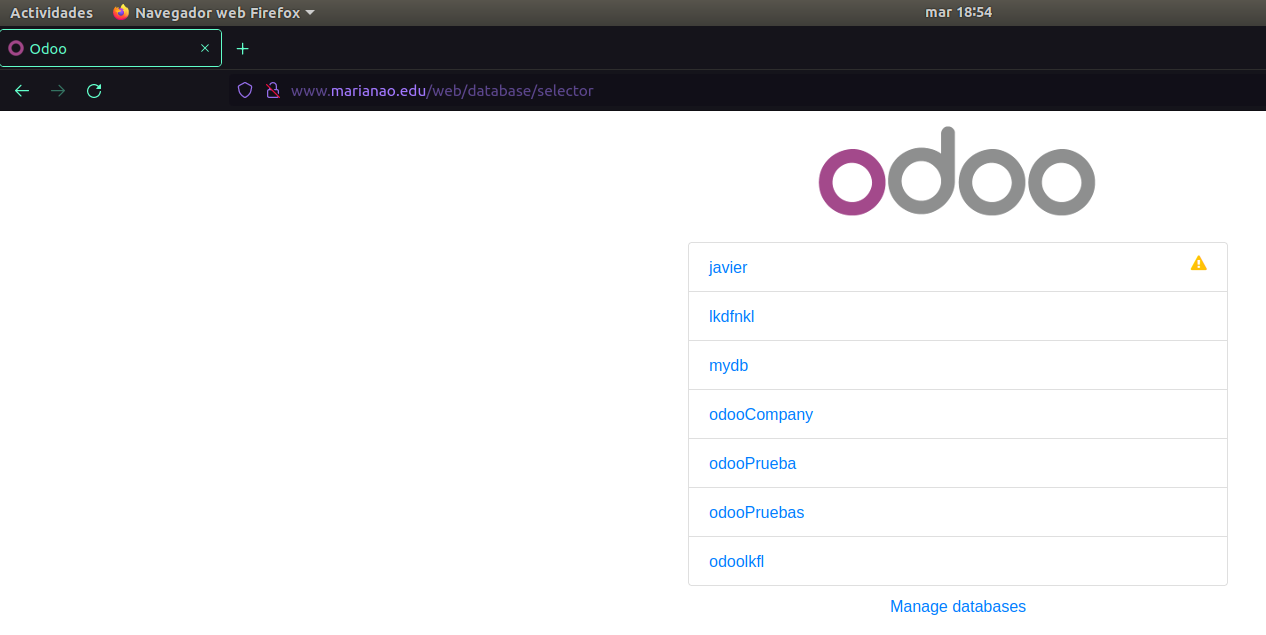 Actividades Navegador web Firefox mar 18:54
Odoo
www.marianao.edu/web/database/selector
odoo
javier
lkdfnkl
mydb
odooCompany
odooPrueba
odooPruebas
odoolkfl
Manage databases